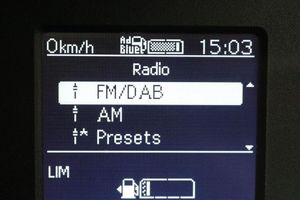 0km/h AdBlue 15:03
Radio
FM/DAB
AM
Presets
LIM